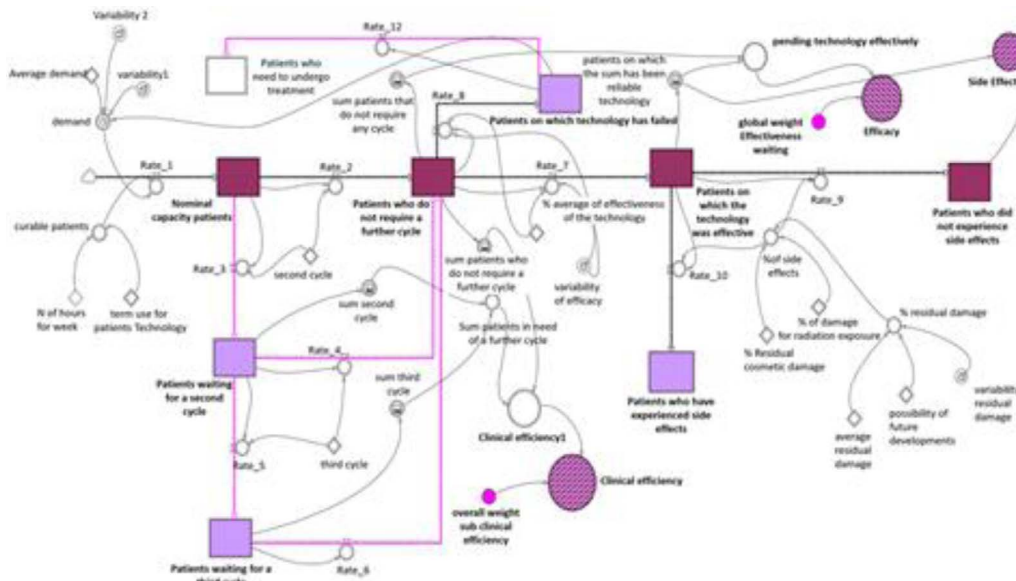 Variability 2
Rate_12
Patients who
need to undergo
treatment
pending technology effectively
Average demand
variability1
patients on which
the sum has been
reliable
technology
Side Effect
sum patients that
do not require
any cycle
Rate_8
Patients on which technology has failed
demand
global weight
Effectiveness
waiting
Efficacy
Rate_1
Rate_2
Rate_7
Nominal
capacity patients
Patients who do
not require a
further cycle
% average of effectiveness
of the technology
Patients on
which the
technology
was effective
Rate_9
Patients who did
not experience
side effects
curable patients
Rate_3
second cycle
sum patients who
do not require a
further cycle
variability
of efficacy
Rate_10
%of side
effects
N of hours
for week
term use for
patients Technology
sum second
cycle
Sum patients in need
of a further cycle
% of damage
for radiation exposure
% residual damage
% Residual
cosmetic damage
Rate_4
Patients waiting
for a second
cycle
sum third
cycle
Patients who have
experienced side
effects
variability
residual
damage
possibility of
future
developments
average
residual
damage
Rate_5
third cycle
Clinical efficiency1
Clinical efficiency
overall weight
sub clinical
efficiency
Patients waiting for a
third cycle
Rate_6